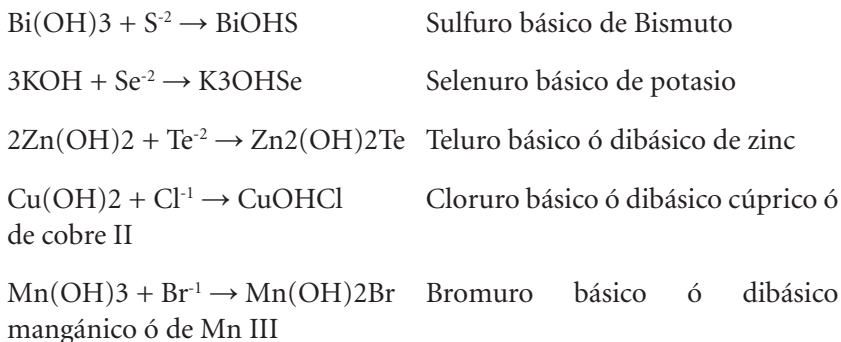 Bi(OH)3 + S-2 → BiOHS Sulfuro básico de Bismuto
3KOH + Se-2 → K3OHSe Selenuro básico de potasio
2Zn(OH)2 + Te-2 → Zn2(OH)2Te Teluro básico ó dibásico de zinc
Cu(OH)2 + Cl-1 → CuOHCl Cloruro básico ó dibásico cúprico ó
de cobre II
Mn(OH)3 + Br-1 → Mn(OH)2Br Bromuro básico ó dibásico
mangánico ó de Mn III